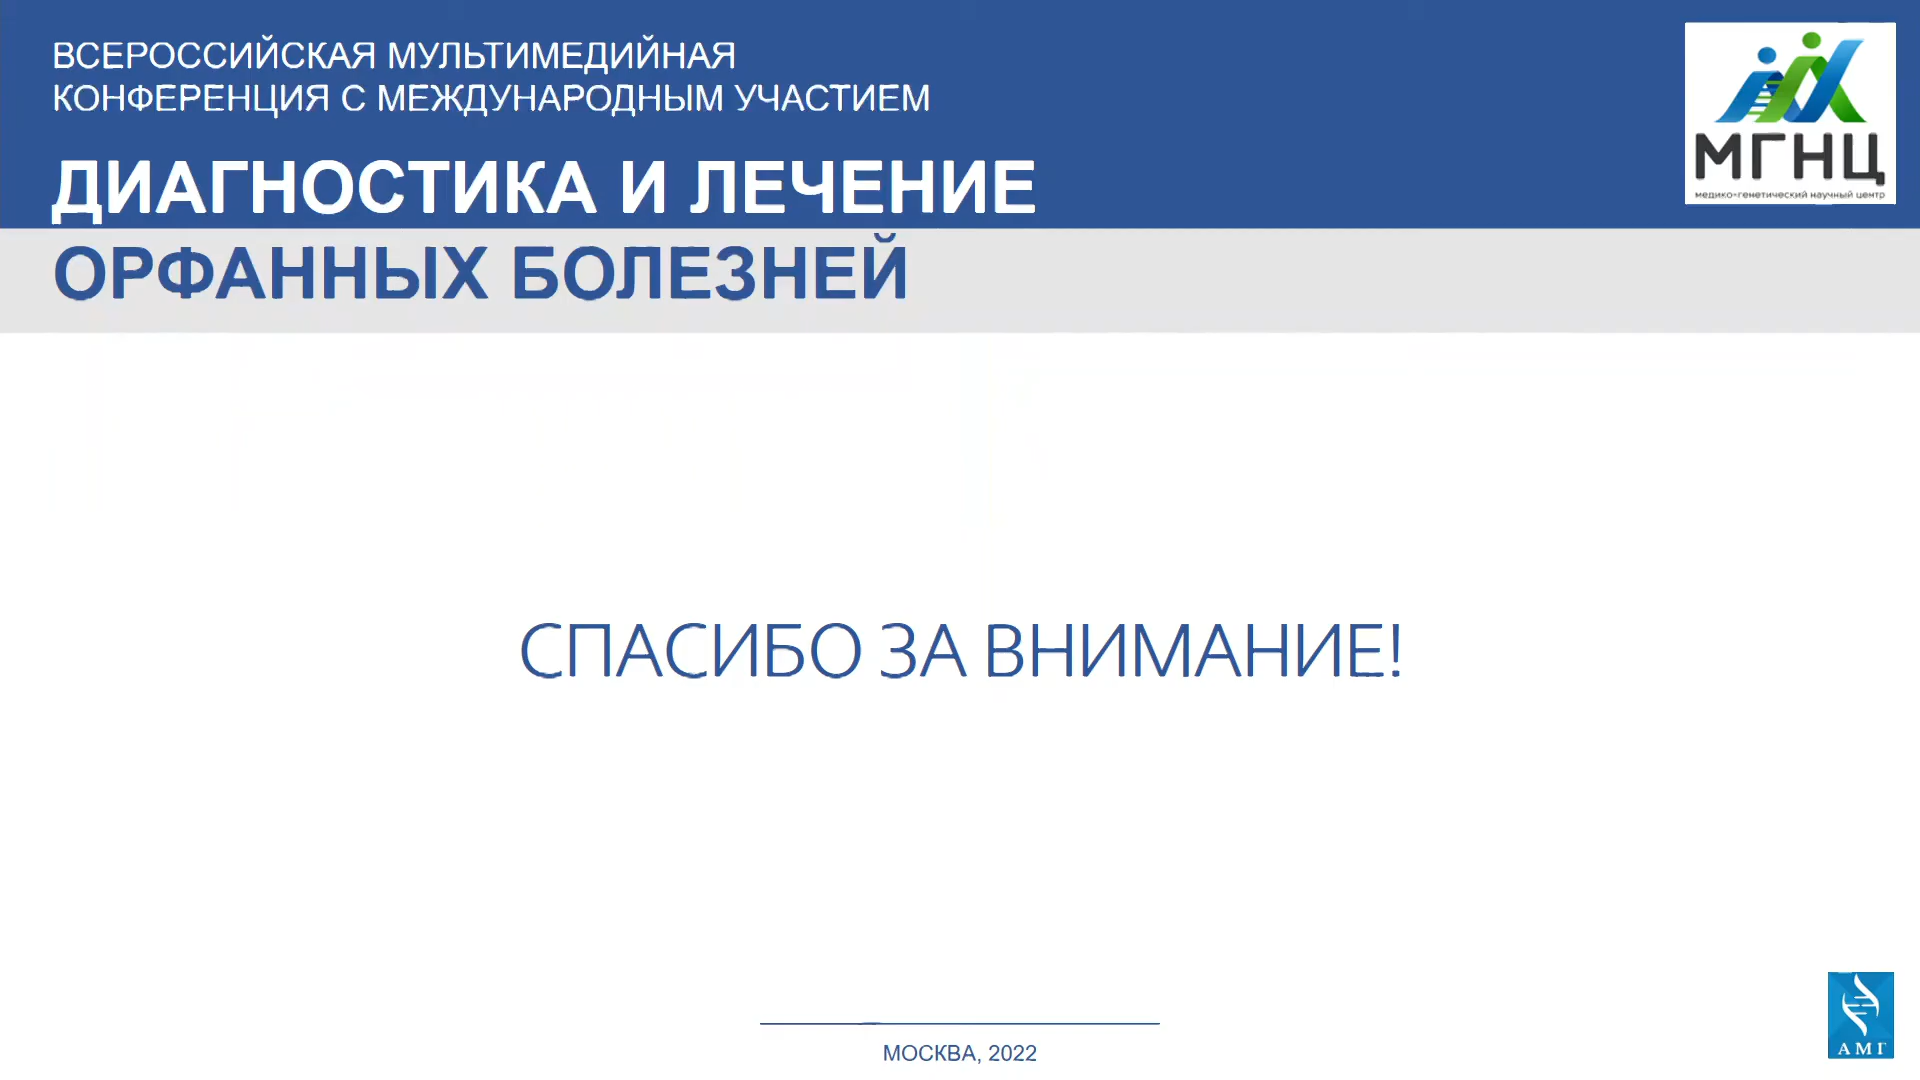 ВСЕРОССИЙСКАЯ МУЛЬТИМЕДИЙНАЯ
КОНФЕРЕНЦИЯ С МЕЖДУНАРОДНЫМ УЧАСТИЕМ
ДИАГНОСТИКА И ЛЕЧЕНИЕ
ОРФАННЫХ БОЛЕЗНЕЙ
МГНЦ
медико-генетический научный центр
СПАСИБО ЗА ВНИМАНИЕ!
МОСКВА, 2022
АМГ